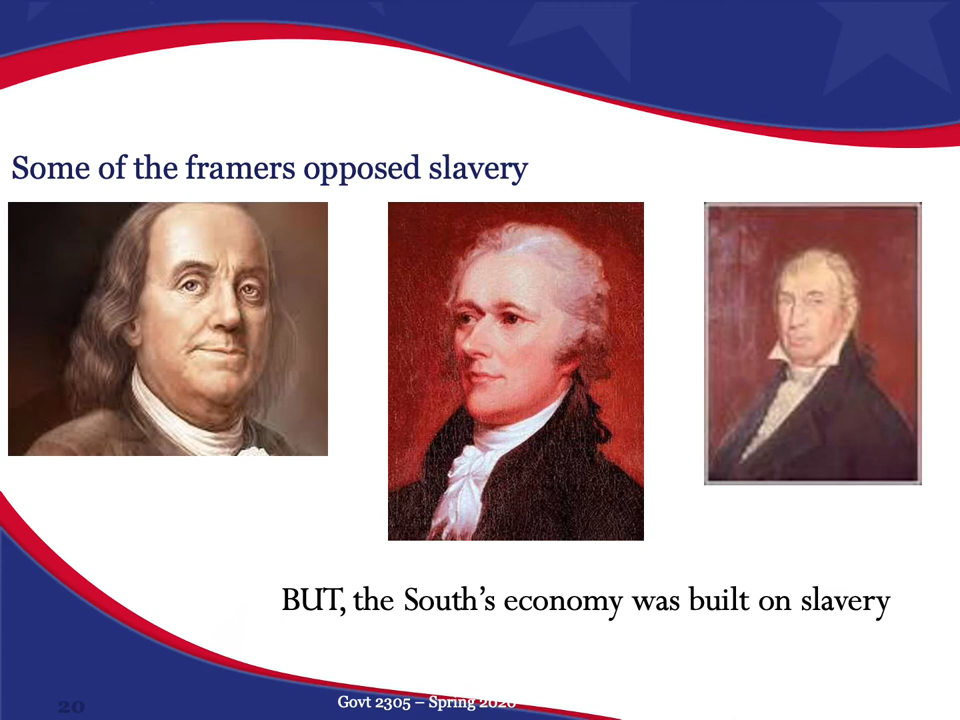 Some of the framers opposed slavery
BUT, the South's economy was built on slavery
Govt 2305 – Spring 2020
20